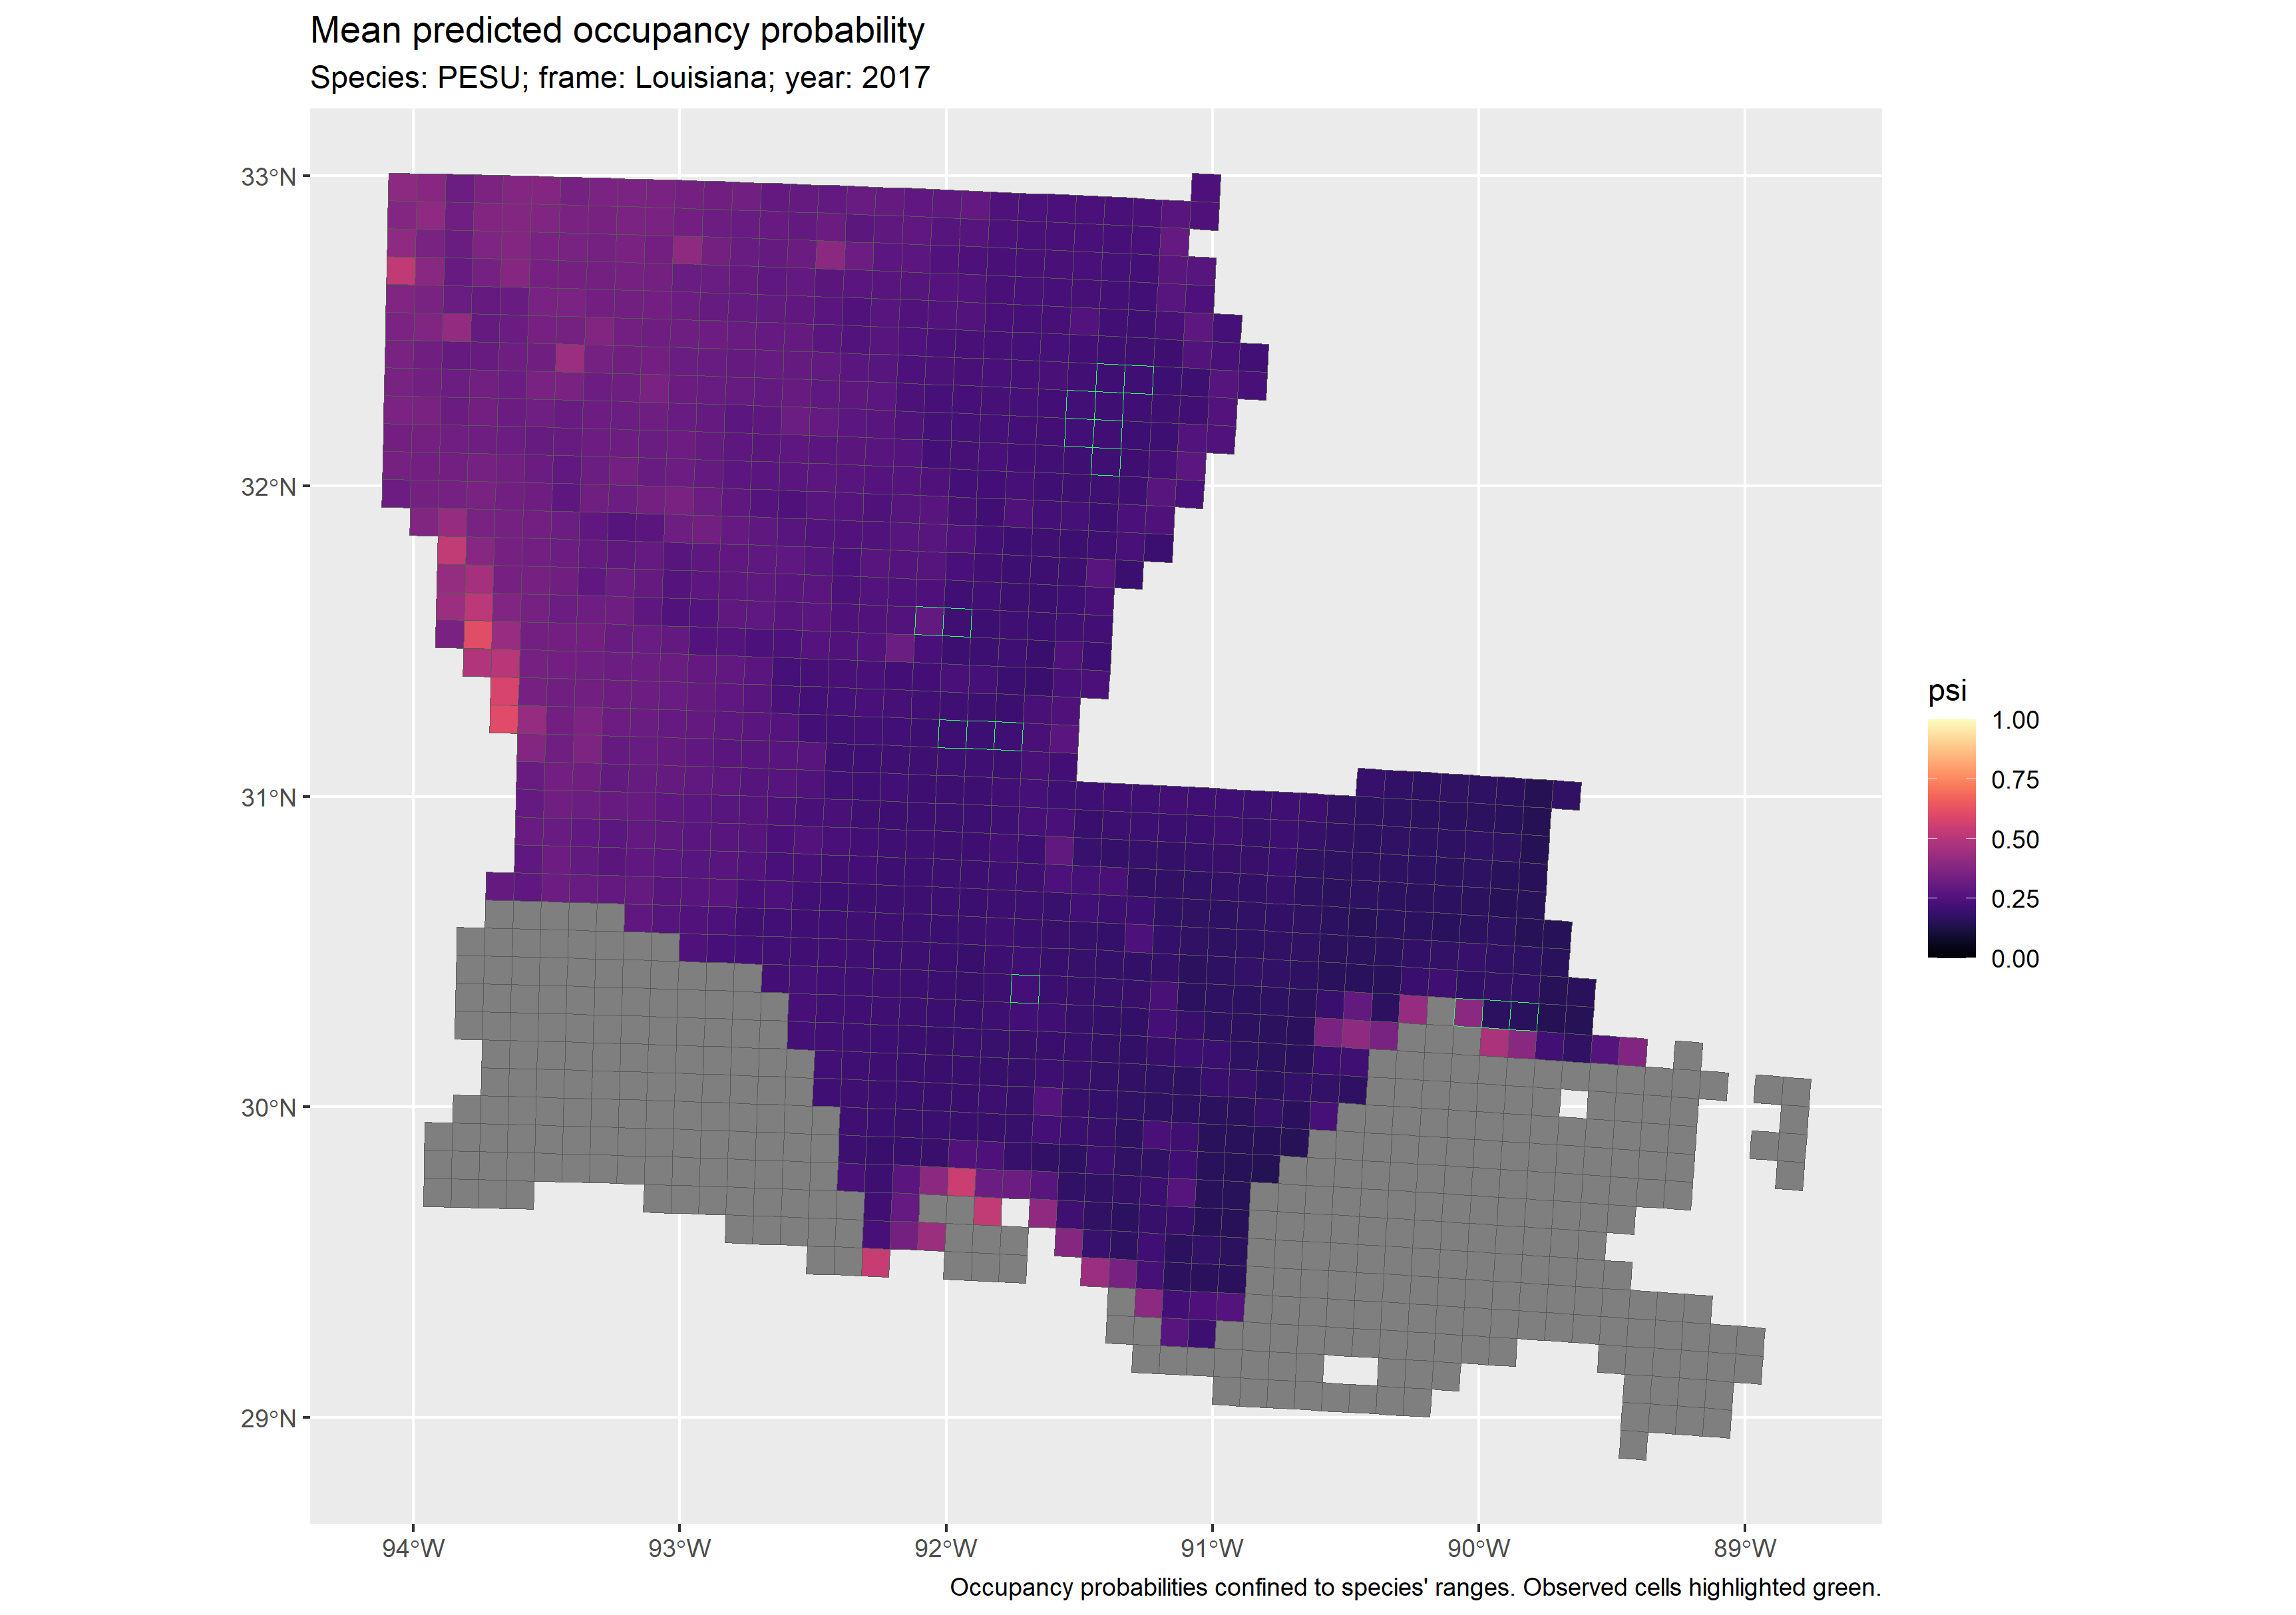 Mean predicted occupancy probability
Species: PESU; frame: Louisiana; year: 2017
33°N
32°N
31°N
30°N
29°N
94°W
93°W
92°W
91°W
90°W
89°W
psi
1.00
0.75
0.50
0.25
0.00
Occupancy probabilities confined to species' ranges. Observed cells highlighted green.